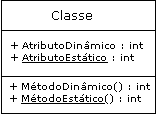 Classe
+ AtributoDinâmico : int
+ AtributoEstático : int
+ MétodoDinâmico() : int
+ MétodoEstático() : int